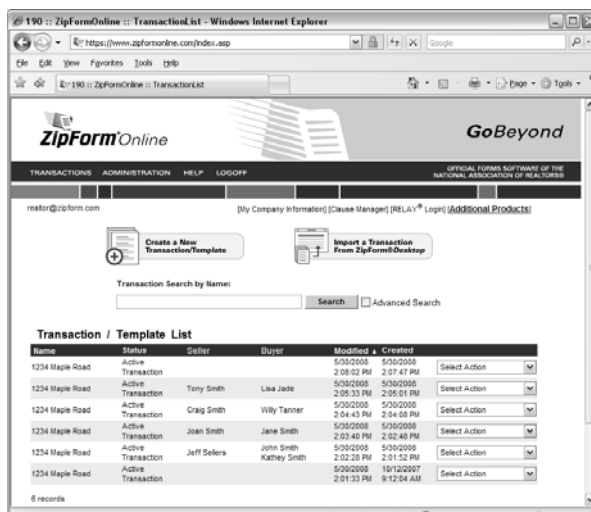 190 :: ZipFormOnline :: TransactionList - Windows Internet Explorer
https://www.zipformonline.com/index.asp
Google
File Edit View Favorites Tools Help
190 :: ZipFormOnline :: TransactionList
Page Tools
ZipForm®Online
GoBeyond
TRANSACTIONS ADMINISTRATION HELP LOGOFF
OFFICIAL FORMS SOFTWARE OF THE
NATIONAL ASSOCIATION OF REALTORS®
realtor@zipform.com [My Company Information] [Clause Manager] [RELAY® Login] [Additional Products]
Create a New
Transaction/Template
Import a Transaction
From ZipForm®Desktop
Transaction Search by Name:
Search Advanced Search
Transaction / Template List
Name Status Seller Buyer Modified ▲ Created
1234 Maple Road Active Transaction 5/30/2008 2:08:02 PM 5/30/2008 2:07:47 PM Select Action
1234 Maple Road Active Transaction Tony Smith Lisa Jade 5/30/2008 2:05:33 PM 5/30/2008 2:05:01 PM Select Action
1234 Maple Road Active Transaction Craig Smith Willy Tanner 5/30/2008 2:04:43 PM 5/30/2008 2:04:08 PM Select Action
1234 Maple Road Active Transaction Joan Smith Jane Smith 5/30/2008 2:03:40 PM 5/30/2008 2:02:48 PM Select Action
1234 Maple Road Active Transaction Jeff Sellers John Smith Kathey Smith 5/30/2008 2:02:28 PM 5/30/2008 2:01:52 PM Select Action
1234 Maple Road Active Transaction 5/30/2008 2:01:33 PM 10/12/2007 9:12:04 AM Select Action
6 records